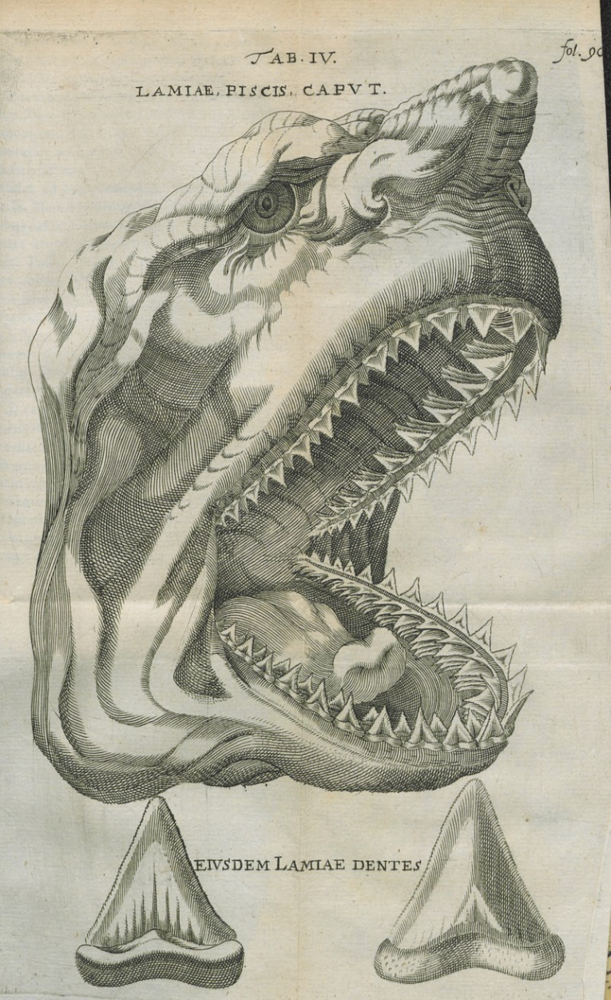 TAB. IV.
fol. 90
LAMIAE, PISCIS, CAPVT.
EIVSDEM LAMIAE DENTES